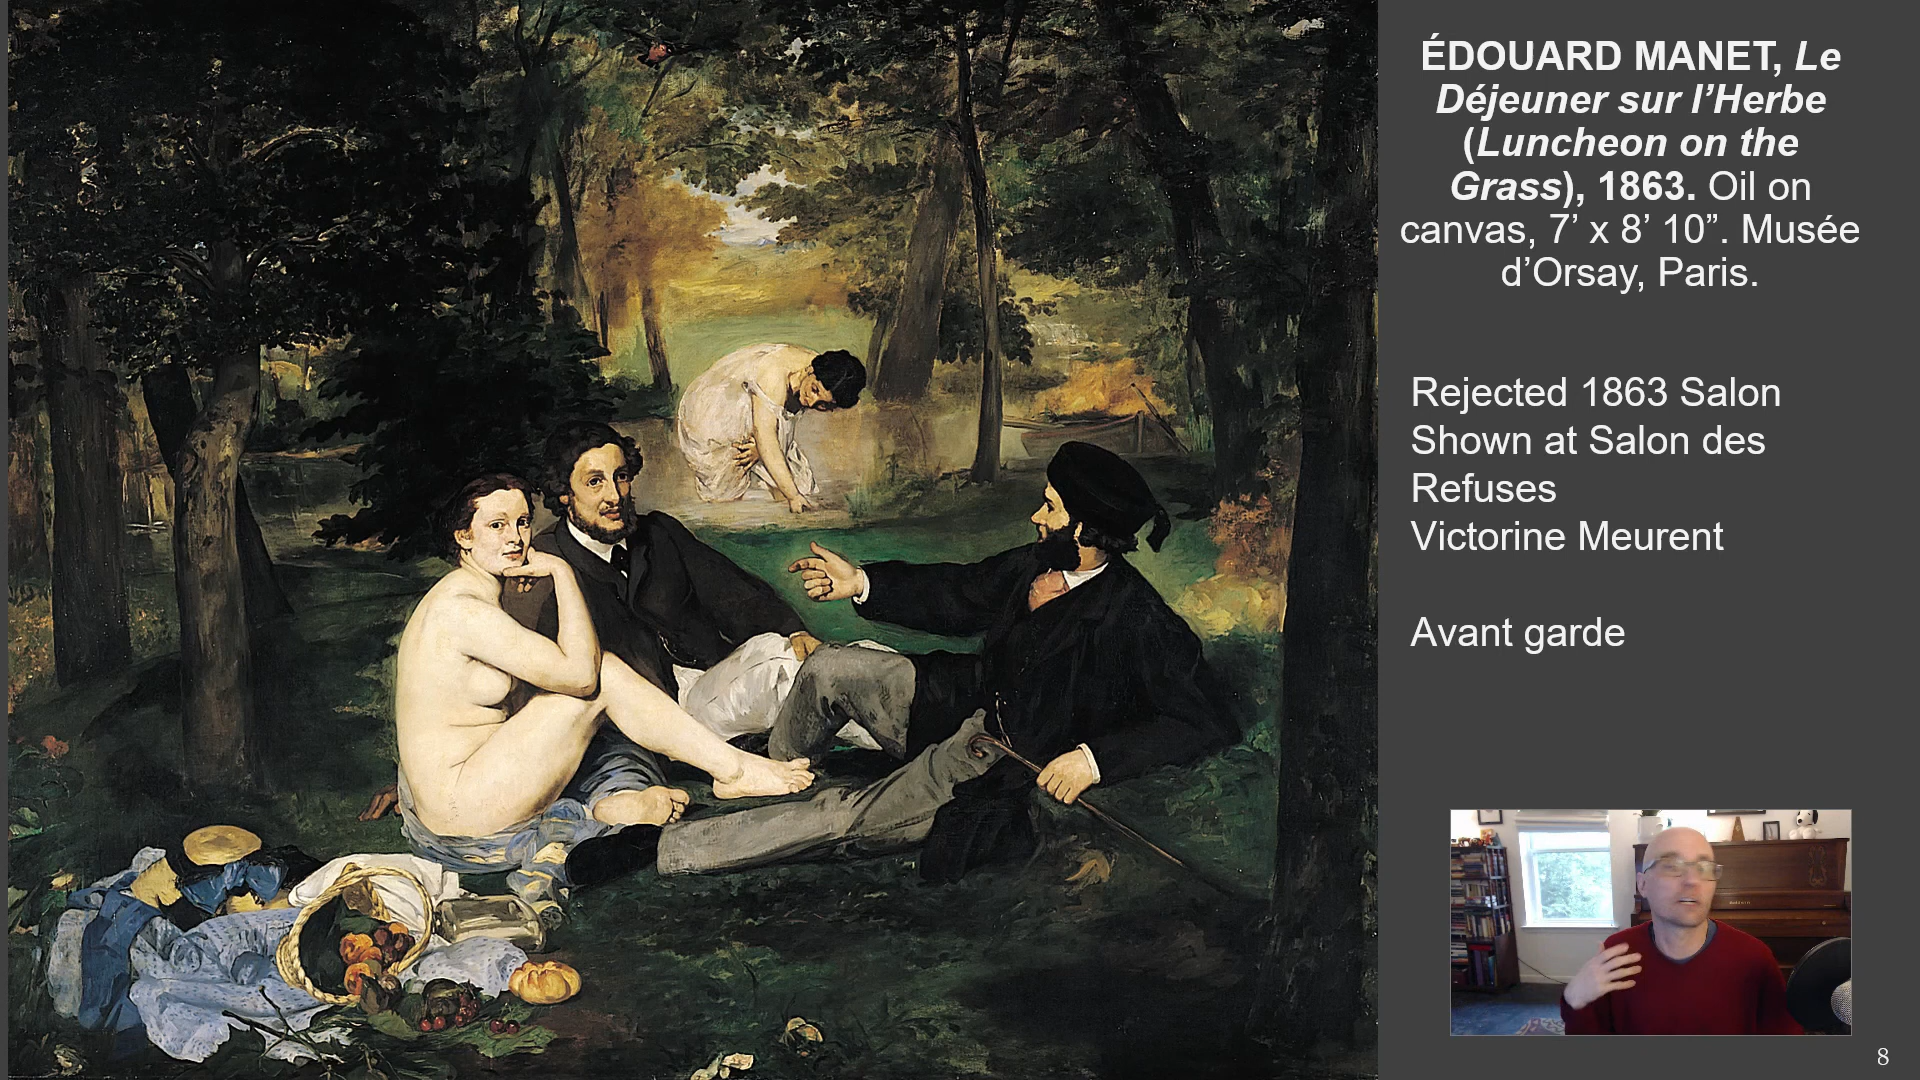 ÉDOUARD MANET, Le
Déjeuner sur l’Herbe
(Luncheon on the
Grass), 1863. Oil on
canvas, 7’ x 8’ 10”. Musée
d’Orsay, Paris.
Rejected 1863 Salon
Shown at Salon des
Refuses
Victorine Meurent
Avant garde
8